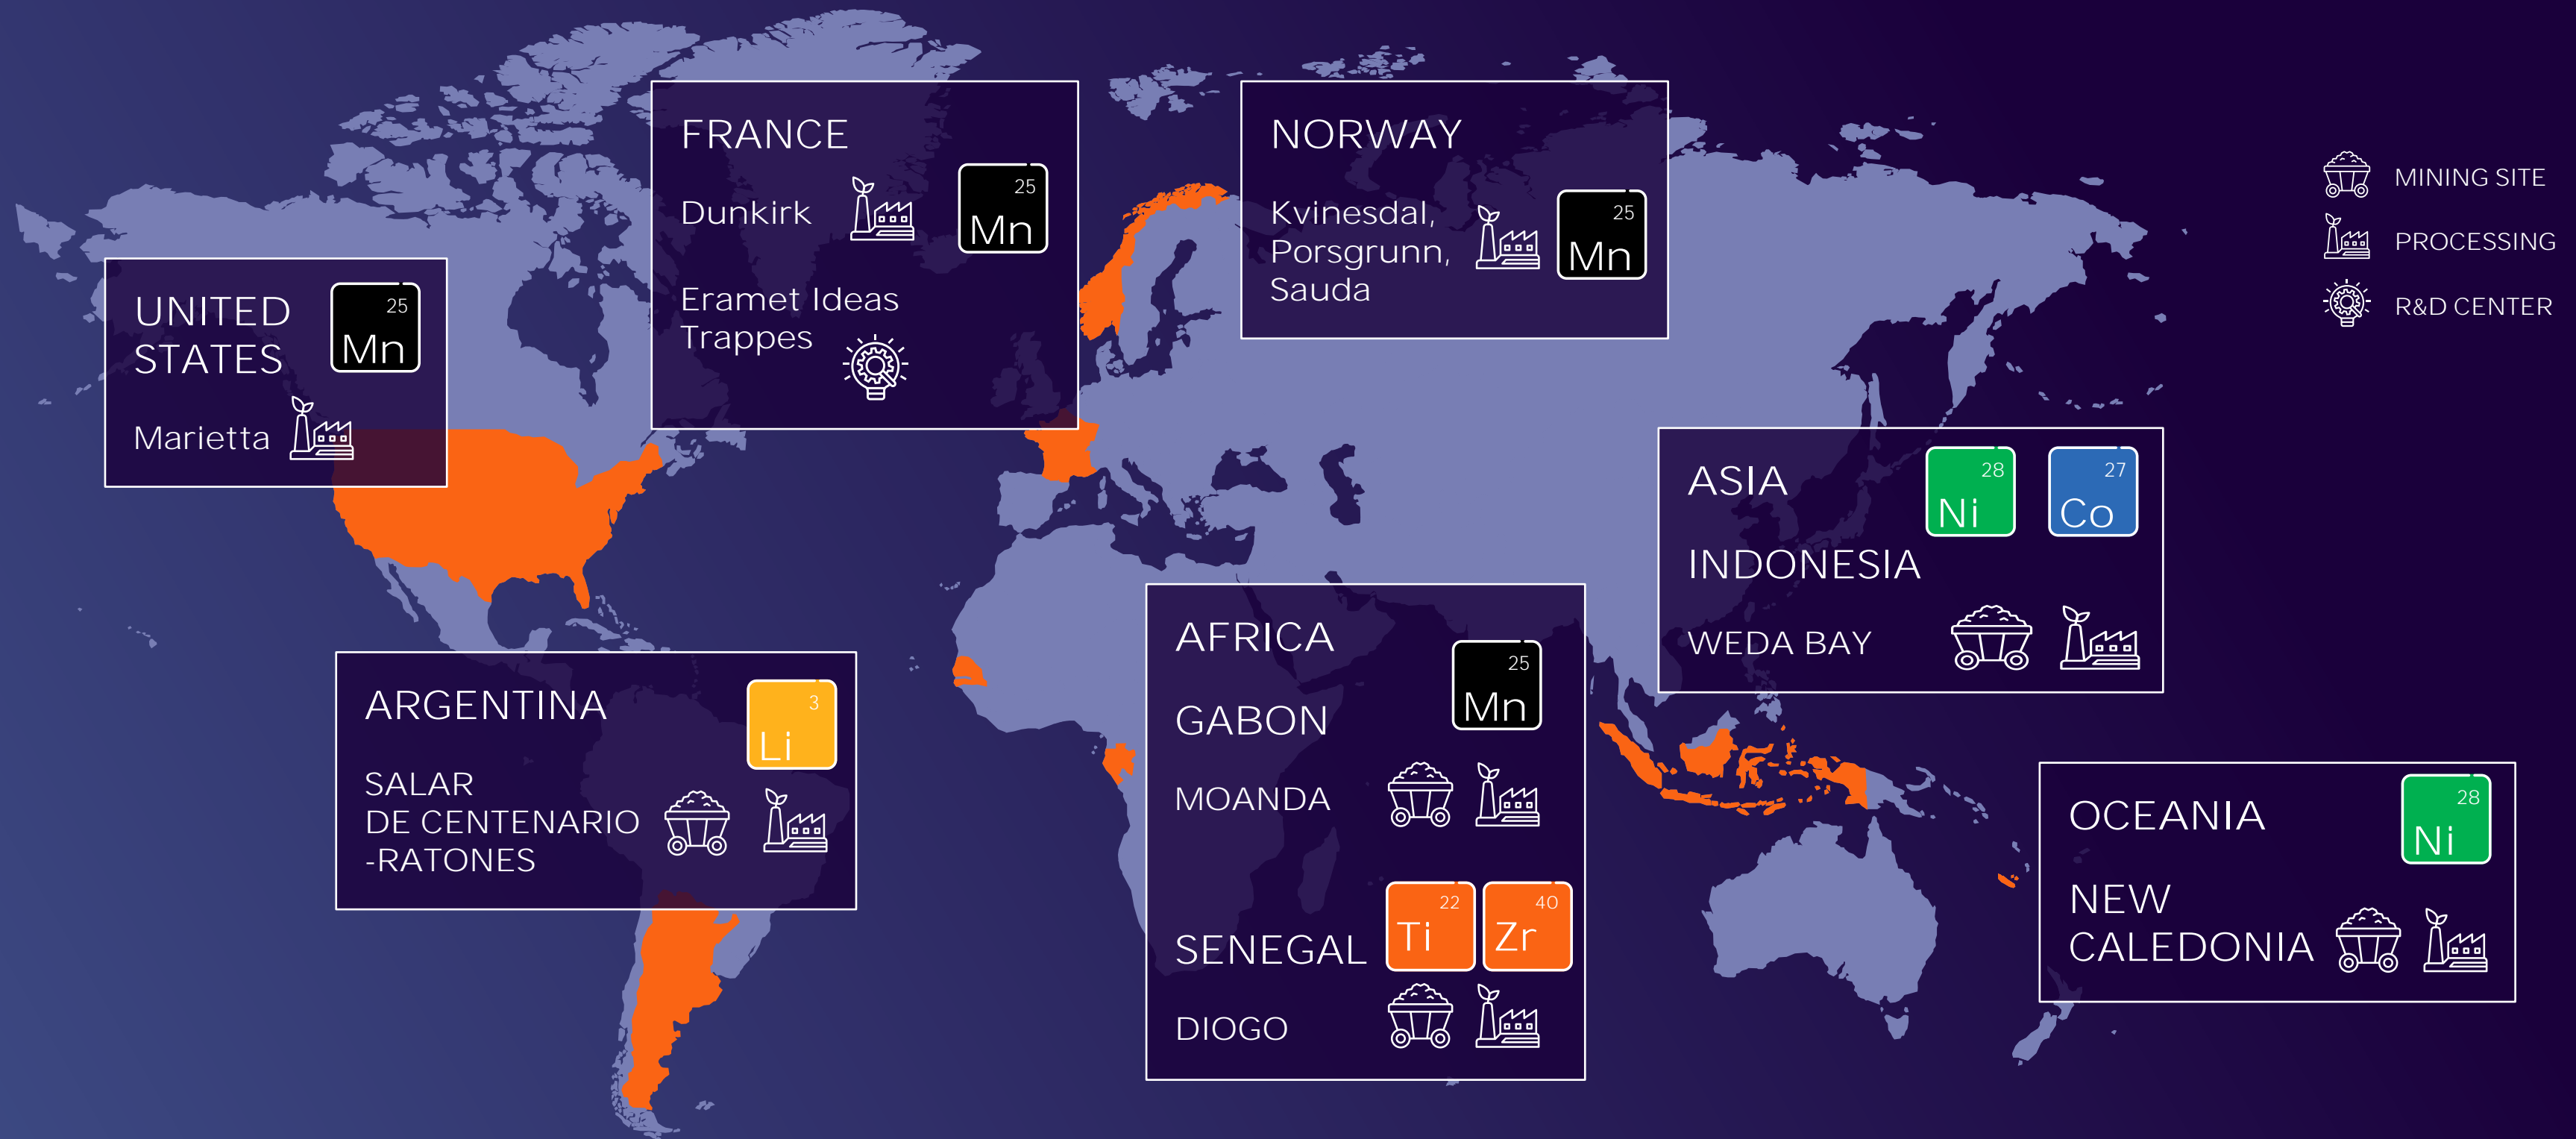 FRANCE
25
Mn
Dunkirk
Eramet Ideas
Trappes
NORWAY
25
Mn
Kvinesdal,
Porsgrunn,
Sauda
MINING SITE
PROCESSING
R&D CENTER
UNITED
STATES
25
Mn
Marietta
ASIA
28
Ni
27
Co
INDONESIA
WEDA BAY
ARGENTINA
3
Li
SALAR
DE CENTENARIO
-RATONES
AFRICA
25
Mn
GABON
MOANDA
22
Ti
40
Zr
SENEGAL
DIOGO
OCEANIA
28
Ni
NEW
CALEDONIA